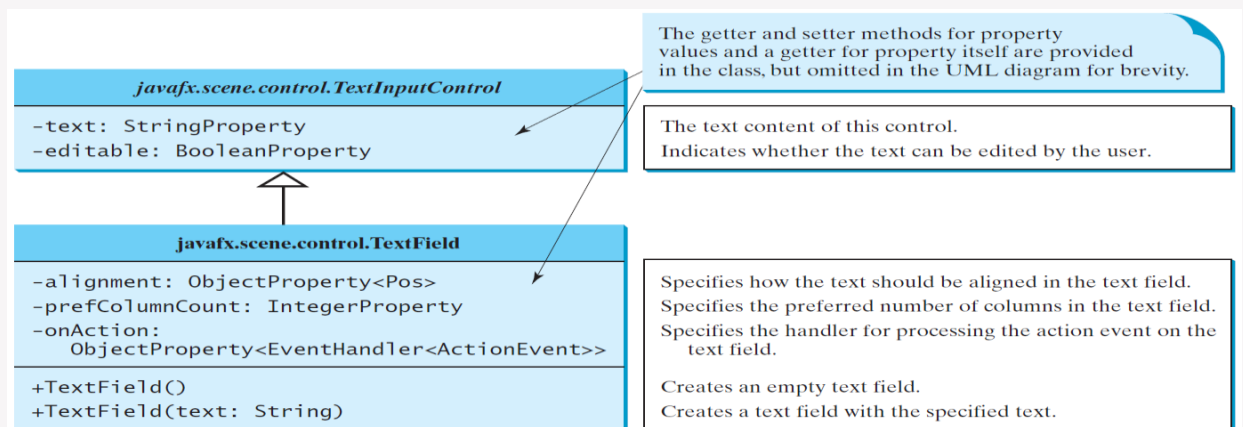 The getter and setter methods for property
values and a getter for property itself are provided
in the class, but omitted in the UML diagram for brevity.
javafx.scene.control.TextInputControl
-text: StringProperty
-editable: BooleanProperty
The text content of this control.
Indicates whether the text can be edited by the user.
javafx.scene.control.TextField
-alignment: ObjectProperty<Pos>
-prefColumnCount: IntegerProperty
-onAction:
ObjectProperty<EventHandler<ActionEvent>>
Specifies how the text should be aligned in the text field.
Specifies the preferred number of columns in the text field.
Specifies the handler for processing the action event on the
text field.
+TextField()
+TextField(text: String)
Creates an empty text field.
Creates a text field with the specified text.